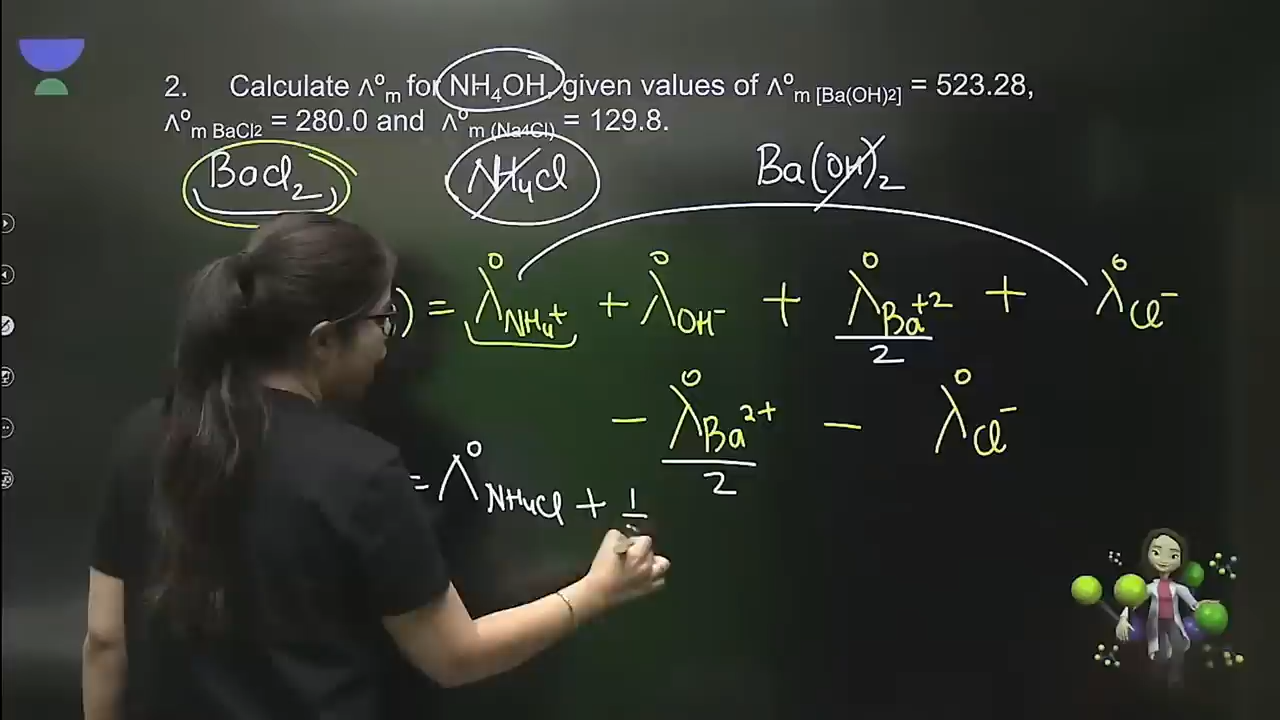 2. Calculate Λ°m for NH₄OH, given values of Λ°m [Ba(OH)2] = 523.28,
Λ°m BaCl2 = 280.0 and Λ°m (Na4Cl) = 129.8.
BaCl₂ NH₄Cl Ba(OH)₂
) = λ°NH₄⁺ + λ°OH⁻ + λ°Ba⁺²/2 + λ°Cl⁻
− λ°Ba²⁺/2 − λ°Cl⁻
= Λ°NH₄Cl + 1